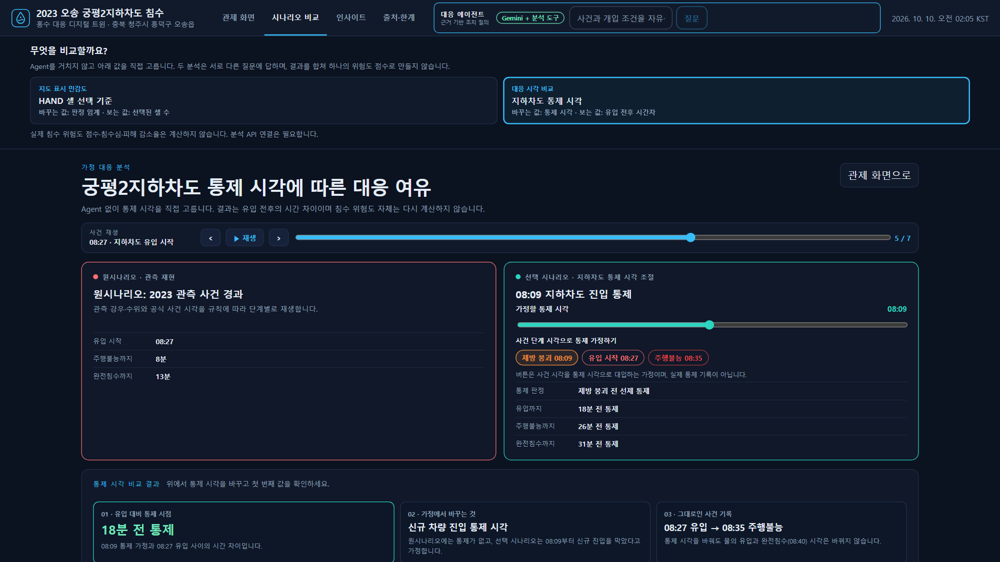 2023 오송 궁평2지하차도 침수
홍수 대응 디지털 트윈 · 충북 청주시 흥덕구 오송읍
관제 화면
시나리오 비교
인사이트
출처·한계
대응 에이전트
근거 기반 조치 질의
Gemini + 분석 도구
사건과 개입 조건을 자유·
질문
2026. 10. 10. 오전 02:05 KST
무엇을 비교할까요?
Agent를 거치지 않고 아래 값을 직접 고릅니다. 두 분석은 서로 다른 질문에 답하며, 결과를 합쳐 하나의 위험도 점수로 만들지 않습니다.
지도 표시 민감도
HAND 셀 선택 기준
바꾸는 값: 판정 임계 · 보는 값: 선택된 셀 수
대응 시각 비교
지하차도 통제 시각
바꾸는 값: 통제 시각 · 보는 값: 유입 전후 시간차
실제 침수 위험도 점수·침수심·피해 감소율은 계산하지 않습니다. 분석 API 연결은 필요합니다.
가정 대응 분석
궁평2지하차도 통제 시각에 따른 대응 여유
Agent 없이 통제 시각을 직접 고릅니다. 결과는 유입 전후의 시간 차이이며 침수 위험도 자체는 다시 계산하지 않습니다.
관제 화면으로
사건 재생
08:27 · 지하차도 유입 시작
‹
▶ 재생
›
5 / 7
원시나리오 · 관측 재현
원시나리오: 2023 관측 사건 경과
관측 강우·수위와 공식 사건 시각을 규칙에 따라 단계별로 재생합니다.
유입 시작 08:27
주행불능까지 8분
완전침수까지 13분
선택 시나리오 · 지하차도 통제 시각 조절
08:09 지하차도 진입 통제
가정할 통제 시각 08:09
사건 단계 시각으로 통제 가정하기
제방 붕괴 08:09
유입 시작 08:27
주행불능 08:35
버튼은 사건 시각을 통제 시각으로 대입하는 가정이며, 실제 통제 기록이 아닙니다.
통제 판정 제방 붕괴 전 선제 통제
유입까지 18분 전 통제
주행불능까지 26분 전 통제
완전침수까지 31분 전 통제
통제 시각 비교 결과 위에서 통제 시각을 바꾸고 첫 번째 값을 확인하세요.
01 · 유입 대비 통제 시점
18분 전 통제
08:09 통제 가정과 08:27 유입 사이의 시간 차이입니다.
02 · 가정에서 바꾸는 것
신규 차량 진입 통제 시각
원시나리오에는 통제가 없고, 선택 시나리오는 08:09부터 신규 진입을 막았다고
가정합니다.
03 · 그대로인 사건 기록
08:27 유입 → 08:35 주행불능
통제 시각을 바꿔도 물의 유입과 완전침수(08:40) 시각은 바뀌지 않습니다.